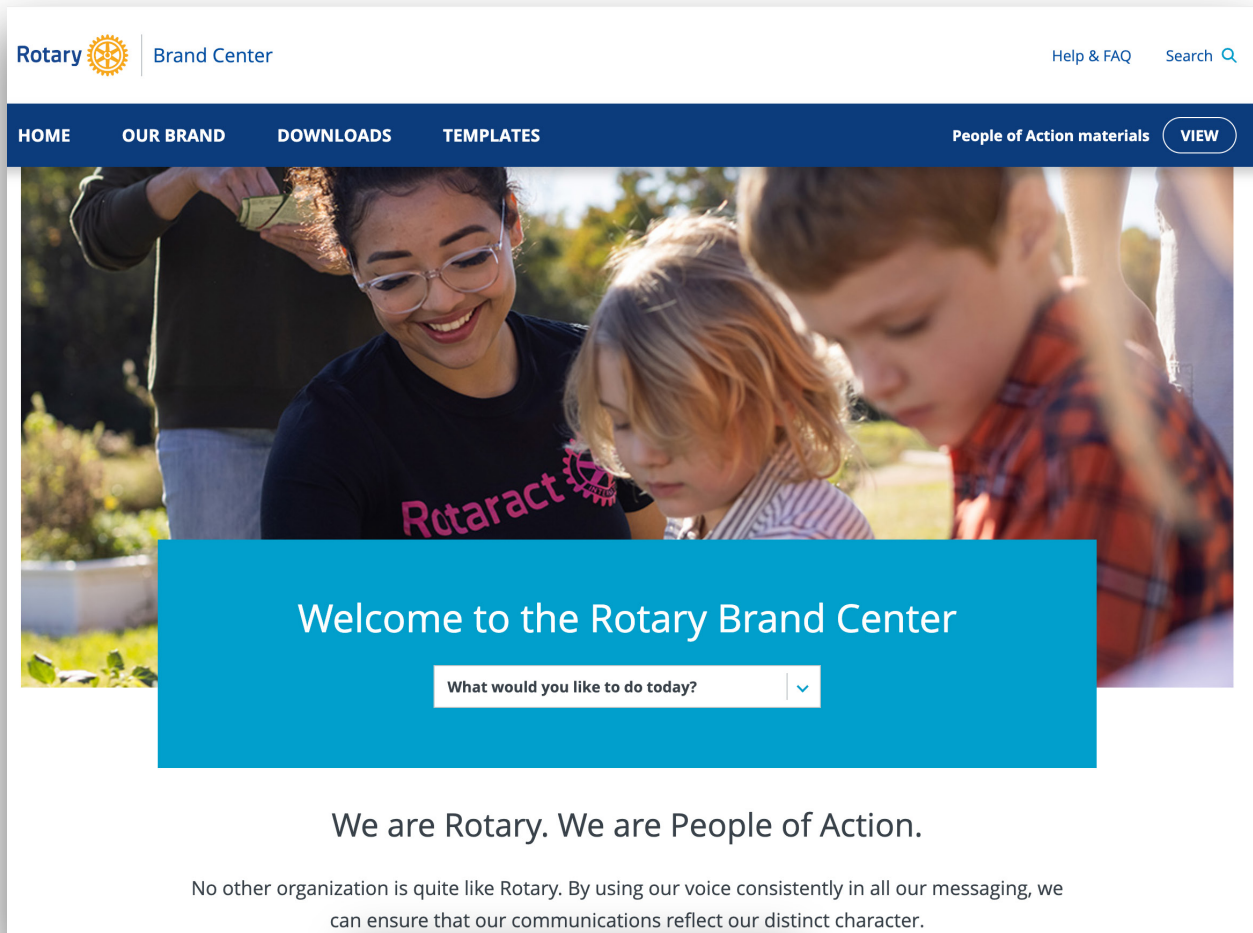 Rotary
Brand Center
Help & FAQ
Search
HOME
OUR BRAND
DOWNLOADS
TEMPLATES
People of Action materials
VIEW
Rotaract
INTER
Welcome to the Rotary Brand Center
What would you like to do today?
We are Rotary. We are People of Action.
No other organization is quite like Rotary. By using our voice consistently in all our messaging, we
can ensure that our communications reflect our distinct character.